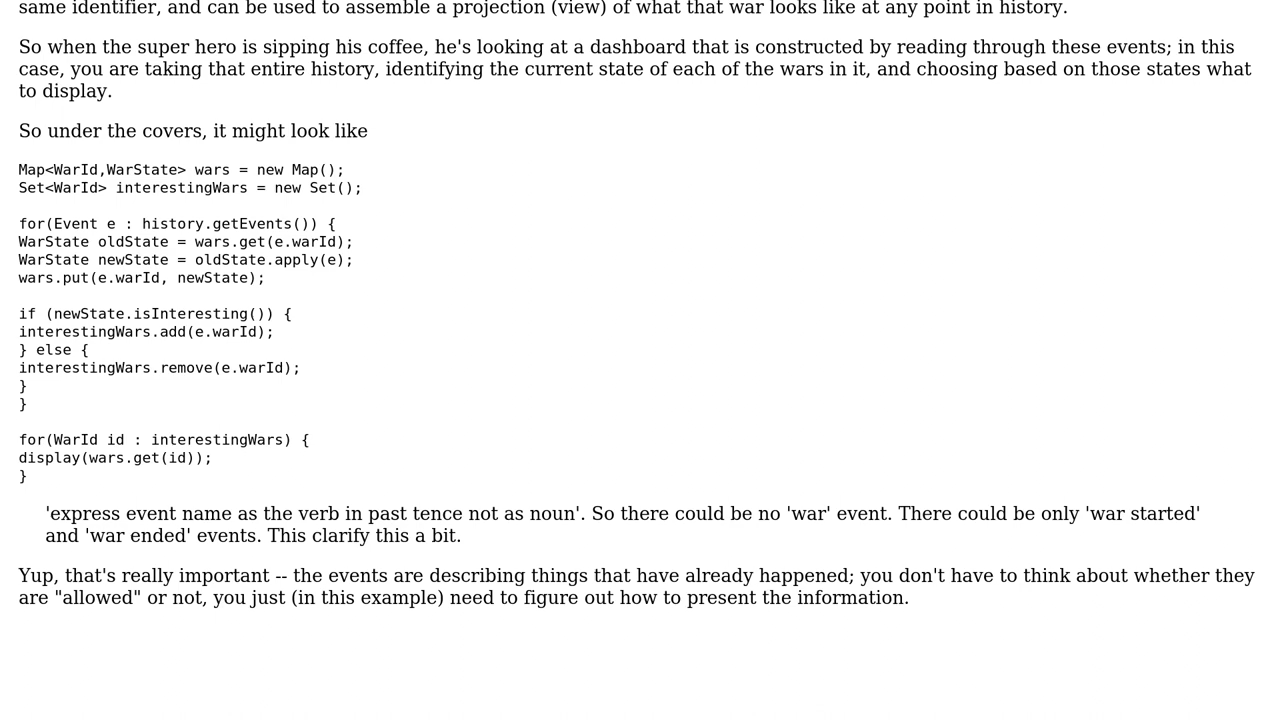 same identifier, and can be used to assemble a projection (view) of what that war looks like at any point in history.
So when the super hero is sipping his coffee, he's looking at a dashboard that is constructed by reading through these events; in this
case, you are taking that entire history, identifying the current state of each of the wars in it, and choosing based on those states what
to display.
So under the covers, it might look like
Map<WarId,WarState> wars = new Map();
Set<WarId> interestingWars = new Set();
for(Event e : history.getEvents()) {
WarState oldState = wars.get(e.warId);
WarState newState = oldState.apply(e);
wars.put(e.warId, newState);
if (newState.isInteresting()) {
interestingWars.add(e.warId);
} else {
interestingWars.remove(e.warId);
}
}
for(WarId id : interestingWars) {
display(wars.get(id));
}
'express event name as the verb in past tence not as noun'. So there could be no 'war' event. There could be only 'war started'
and 'war ended' events. This clarify this a bit.
Yup, that's really important -- the events are describing things that have already happened; you don't have to think about whether they
are "allowed" or not, you just (in this example) need to figure out how to present the information.